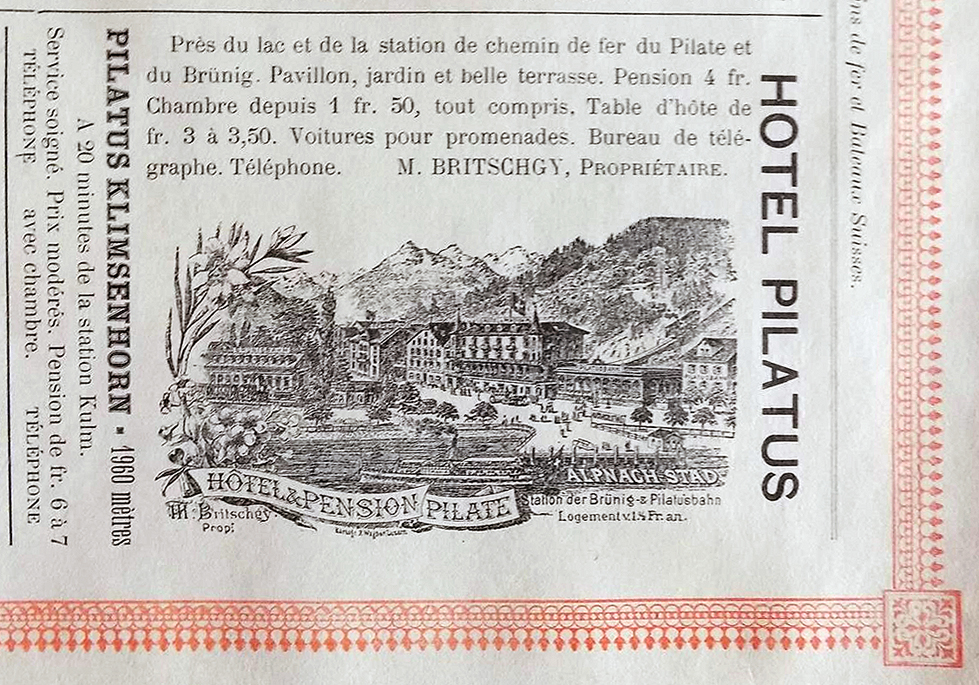 ins de fer et Bateaux Suisses.
HOTEL PILATUS
Près du lac et de la station de chemin de fer du Pilate et
du Brünig. Pavillon, jardin et belle terrasse. Pension 4 fr.
Chambre depuis 1 fr. 50, tout compris. Table d'hôte de
fr. 3 à 3,50. Voitures pour promenades. Bureau de télé-
graphe. Téléphone. M. BRITSCHGY, PROPRIÉTAIRE.
ALPNACH-STAD.
HÔTEL & PENSION PILATE
Station der Brünig- & Pilatusbahn
M. Britschgy
Logement v. 1½ Fr. an.
Prop:
PILATUS KLIMSENHORN - 1960 mètres
A 20 minutes de la station Kulm.
Service soigné. Prix modérés. Pension de fr. 6 à 7
TÉLÉPHONE avec chambre. TÉLÉPHONE